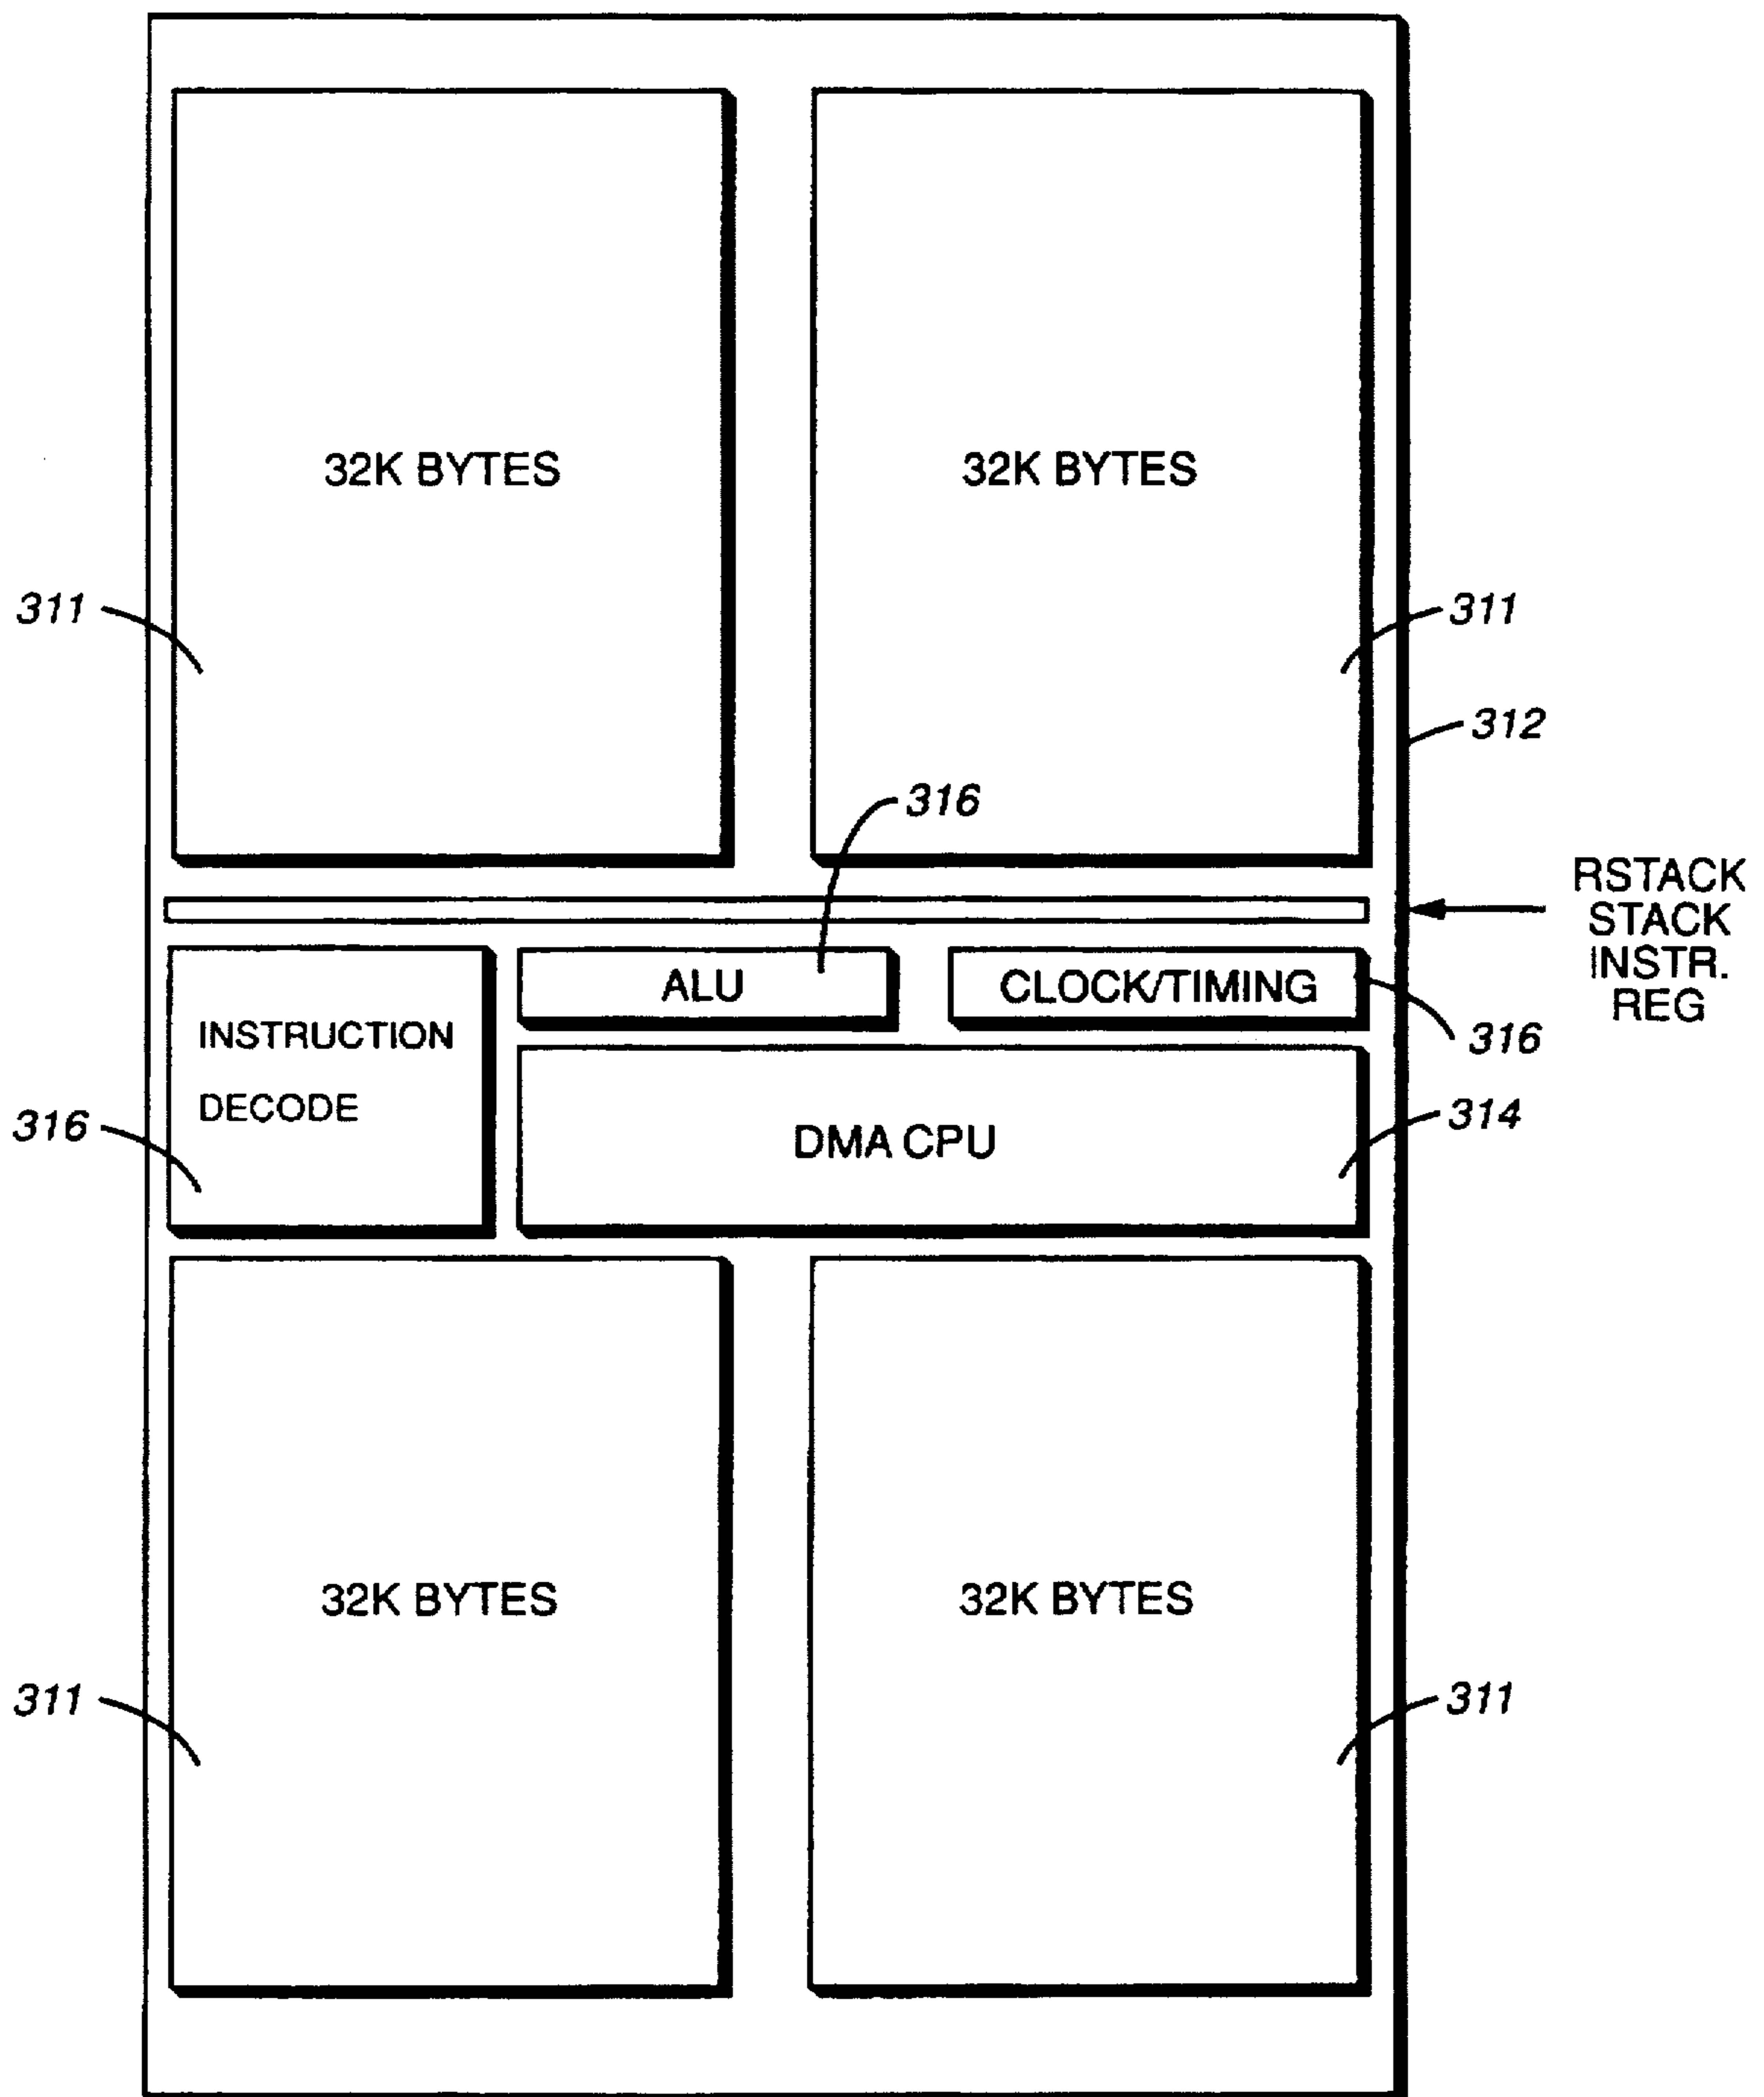 32K BYTES
32K BYTES
311
311
312
316
RSTACK
STACK
INSTR.
REG
ALU
CLOCK/TIMING
INSTRUCTION
DECODE
316
316
DMA CPU
314
32K BYTES
32K BYTES
311
311